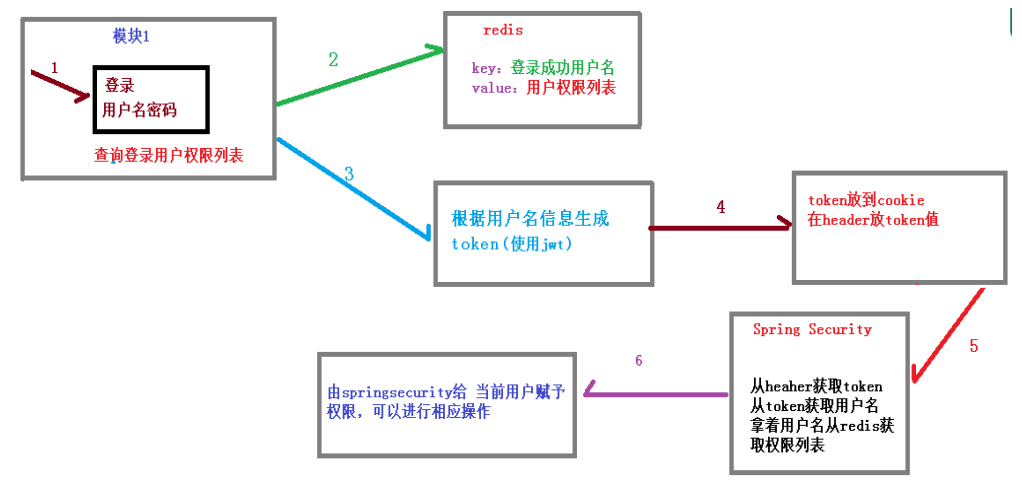 模块1
1
登录
用户名密码
查询登录用户权限列表
2
redis
key：登录成功用户名
value：用户权限列表
3
根据用户名信息生成
token(使用jwt)
4
token放到cookie
在header放token值
5
Spring Security
从heaher获取token
从token获取用户名
拿着用户名从redis获
取权限列表
6
由springsecurity给 当前用户赋予
权限，可以进行相应操作